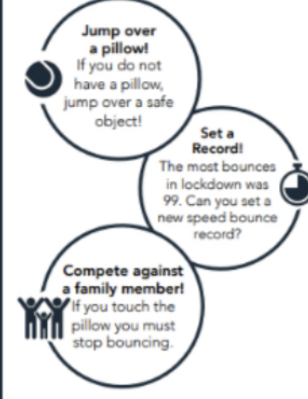 Jump over
a pillow!
If you do not
have a pillow,
jump over a safe
object!
Set a
Record!
The most bounces
in lockdown was
99. Can you set a
new speed bounce
record?
Compete against
a family member!
If you touch the
pillow you must
stop bouncing.